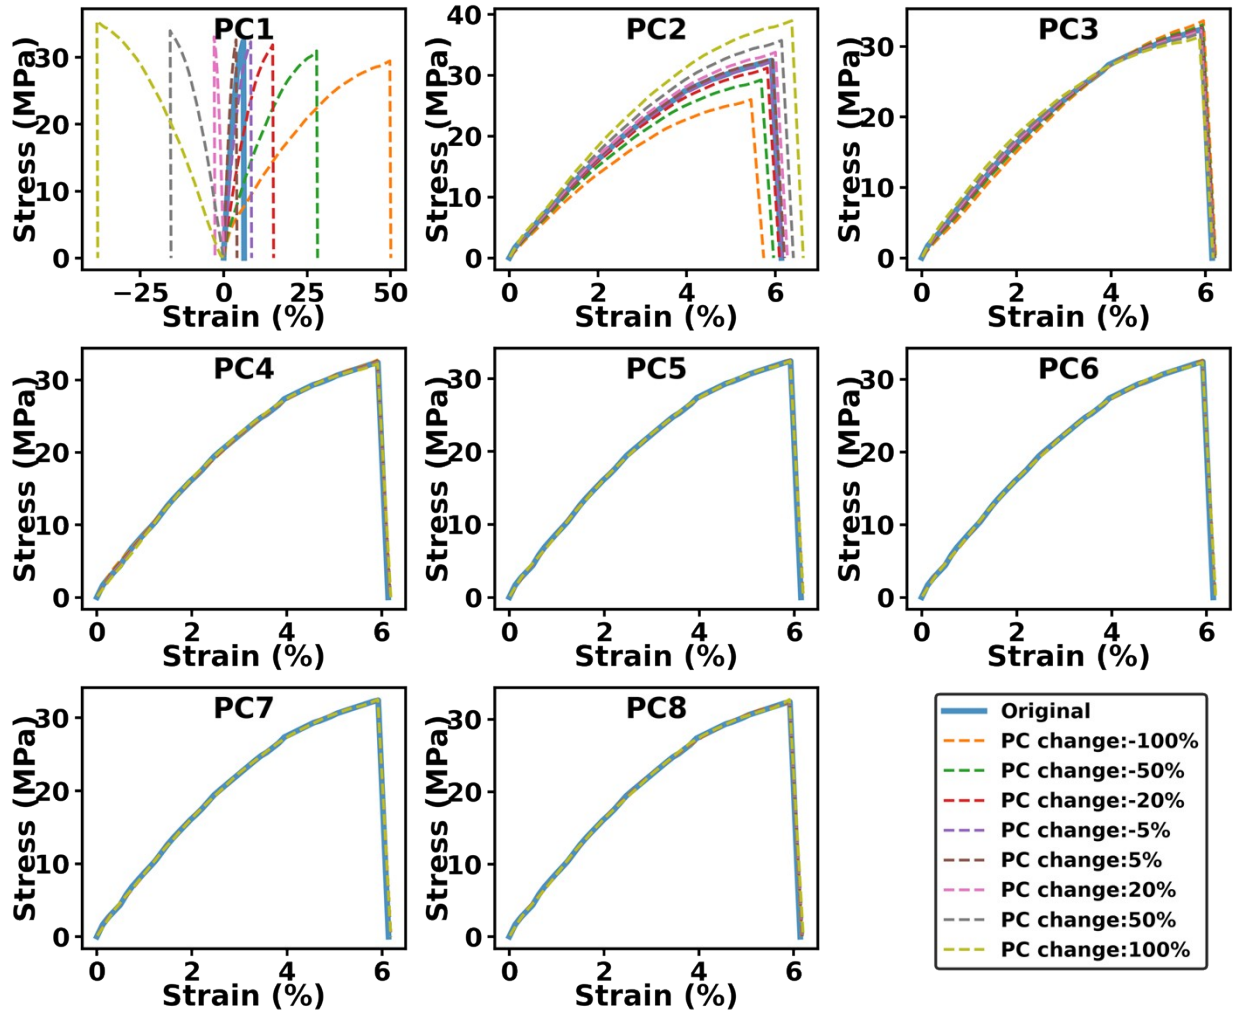 PC1
Stress (MPa)
30
20
10
0
−25
0
25
50
Strain (%)
PC2
Stress (MPa)
40
30
20
10
0
0
2
4
6
Strain (%)
PC3
Stress (MPa)
30
20
10
0
0
2
4
6
Strain (%)
PC4
Stress (MPa)
30
20
10
0
0
2
4
6
Strain (%)
PC5
Stress (MPa)
30
20
10
0
0
2
4
6
Strain (%)
PC6
Stress (MPa)
30
20
10
0
0
2
4
6
Strain (%)
PC7
Stress (MPa)
30
20
10
0
0
2
4
6
Strain (%)
PC8
Stress (MPa)
30
20
10
0
0
2
4
6
Strain (%)
Original
PC change:-100%
PC change:-50%
PC change:-20%
PC change:-5%
PC change:5%
PC change:20%
PC change:50%
PC change:100%